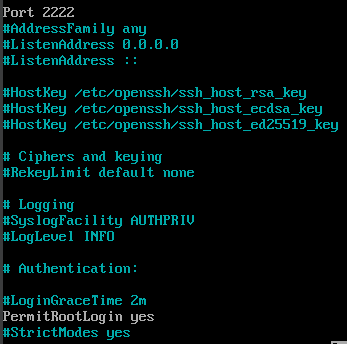 Port 2222
#AddressFamily any
#ListenAddress 0.0.0.0
#ListenAddress ::
#HostKey /etc/openssh/ssh_host_rsa_key
#HostKey /etc/openssh/ssh_host_ecdsa_key
#HostKey /etc/openssh/ssh_host_ed25519_key
# Ciphers and keying
#RekeyLimit default none
# Logging
#SyslogFacility AUTHPRIV
#LogLevel INFO
# Authentication:
#LoginGraceTime 2m
PermitRootLogin yes
#StrictModes yes